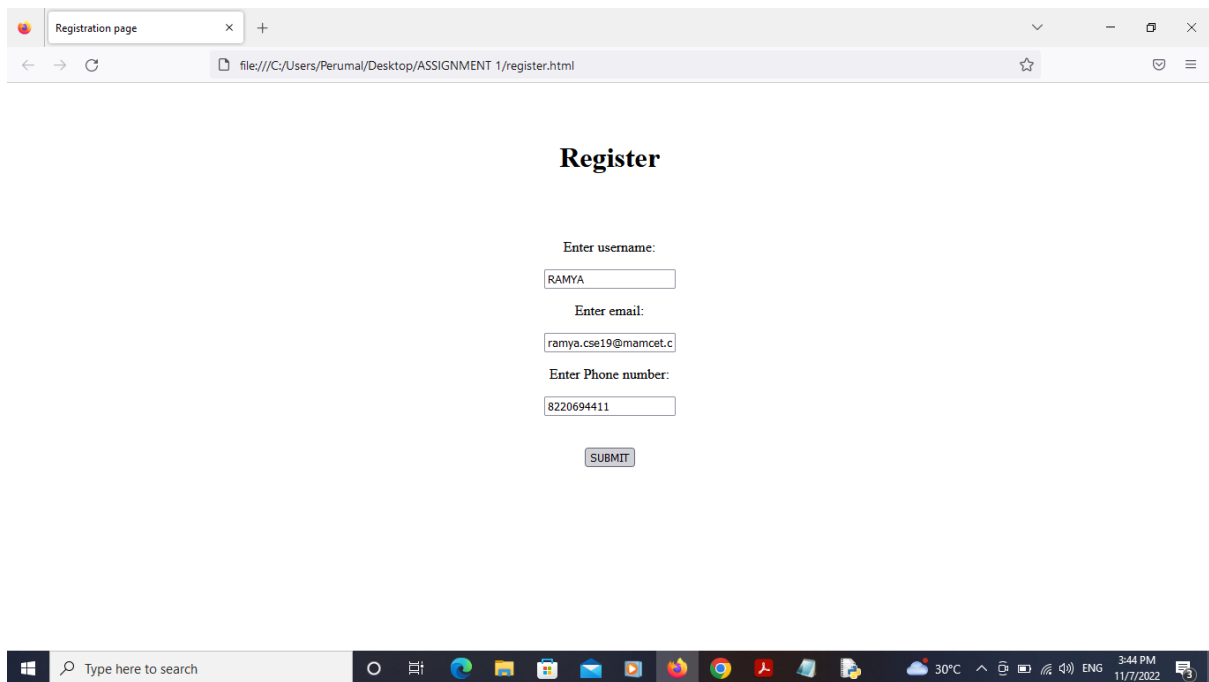 Registration page
file:///C:/Users/Perumal/Desktop/ASSIGNMENT 1/register.html
Register
Enter username:
RAMYA
Enter email:
ramya.cse19@mamcet.c
Enter Phone number:
8220694411
SUBMIT
Type here to search
30°C
ENG
3:44 PM
11/7/2022
3